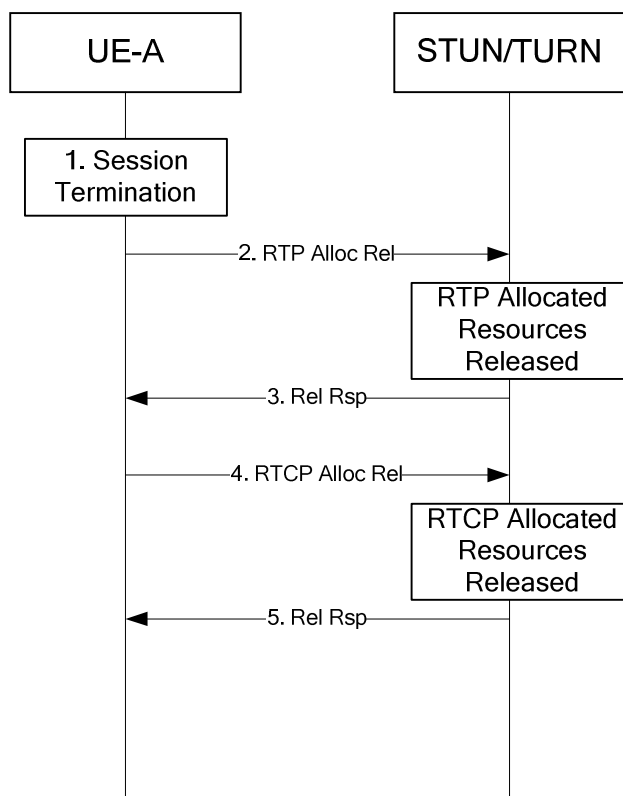 UE-A
STUN/TURN
1. Session
Termination
2. RTP Alloc Rel
RTP Allocated
Resources
Released
3. Rel Rsp
4. RTCP Alloc Rel
RTCP Allocated
Resources
Released
5. Rel Rsp